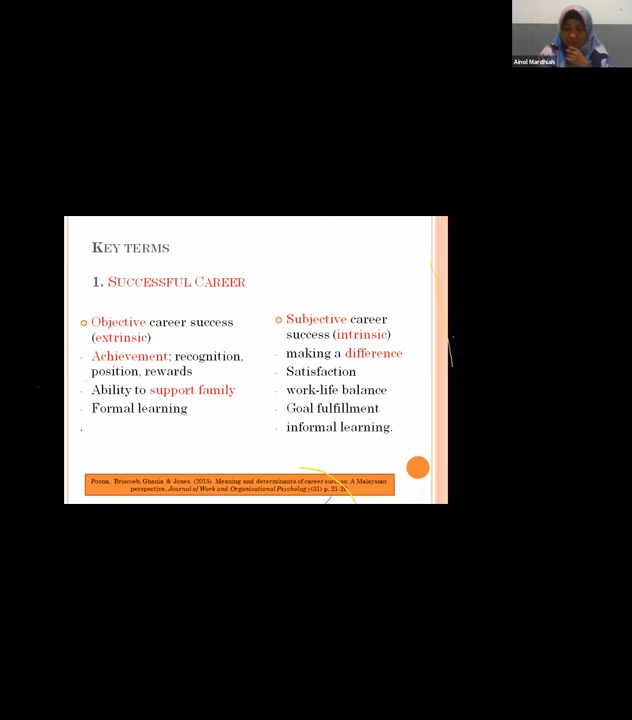 Ainol Mardhiah
KEY TERMS
1. SUCCESSFUL CAREER
Objective career success
(extrinsic)
- Achievement; recognition,
position, rewards
- Ability to support family
- Formal learning
.
Subjective career
success (intrinsic)
- making a difference
- Satisfaction
- work-life balance
- Goal fulfillment
- informal learning.
Poona, Briscoeb, Ghania & Jones. (2015). Meaning and determinants of career success: A Malaysian
perspective, Journal of Work and Organizational Psychology(31) p. 21-